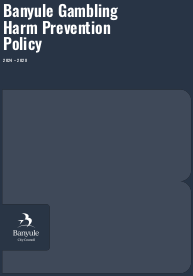 Banyule Gambling
Harm Prevention
Policy
2024 – 2028
Banyule
City Council